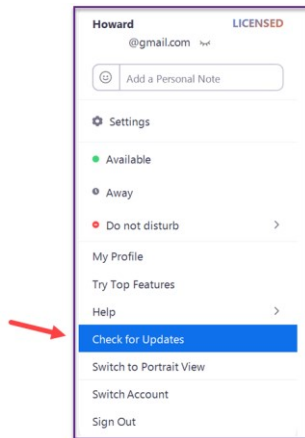 Howard LICENSED
@gmail.com
Add a Personal Note
Settings
Available
Away
Do not disturb
My Profile
Try Top Features
Help
Check for Updates
Switch to Portrait View
Switch Account
Sign Out